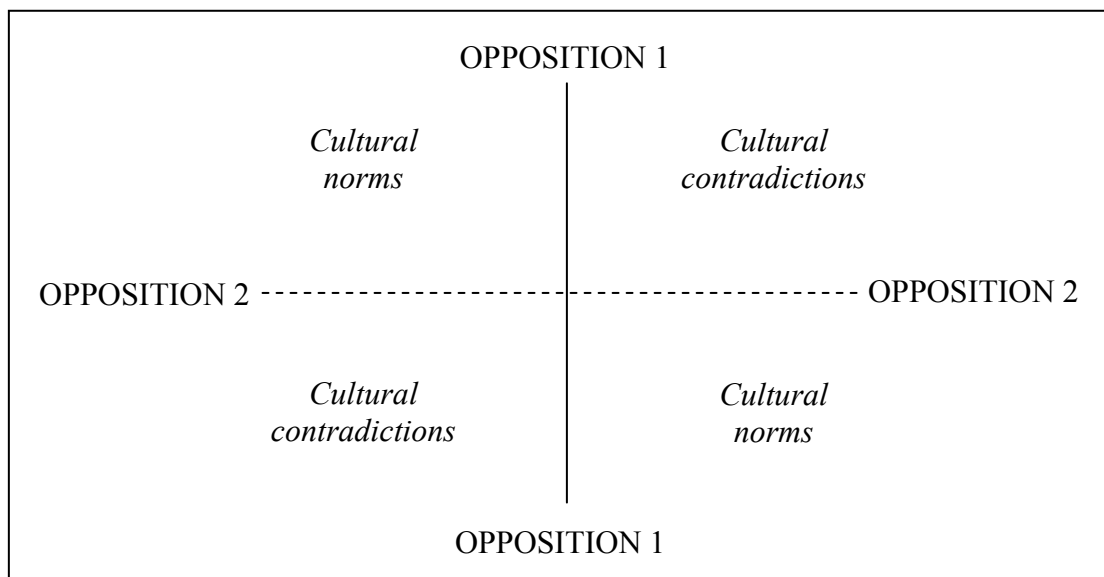 OPPOSITION 1
Cultural
norms
Cultural
contradictions
OPPOSITION 2
OPPOSITION 2
Cultural
contradictions
Cultural
norms
OPPOSITION 1